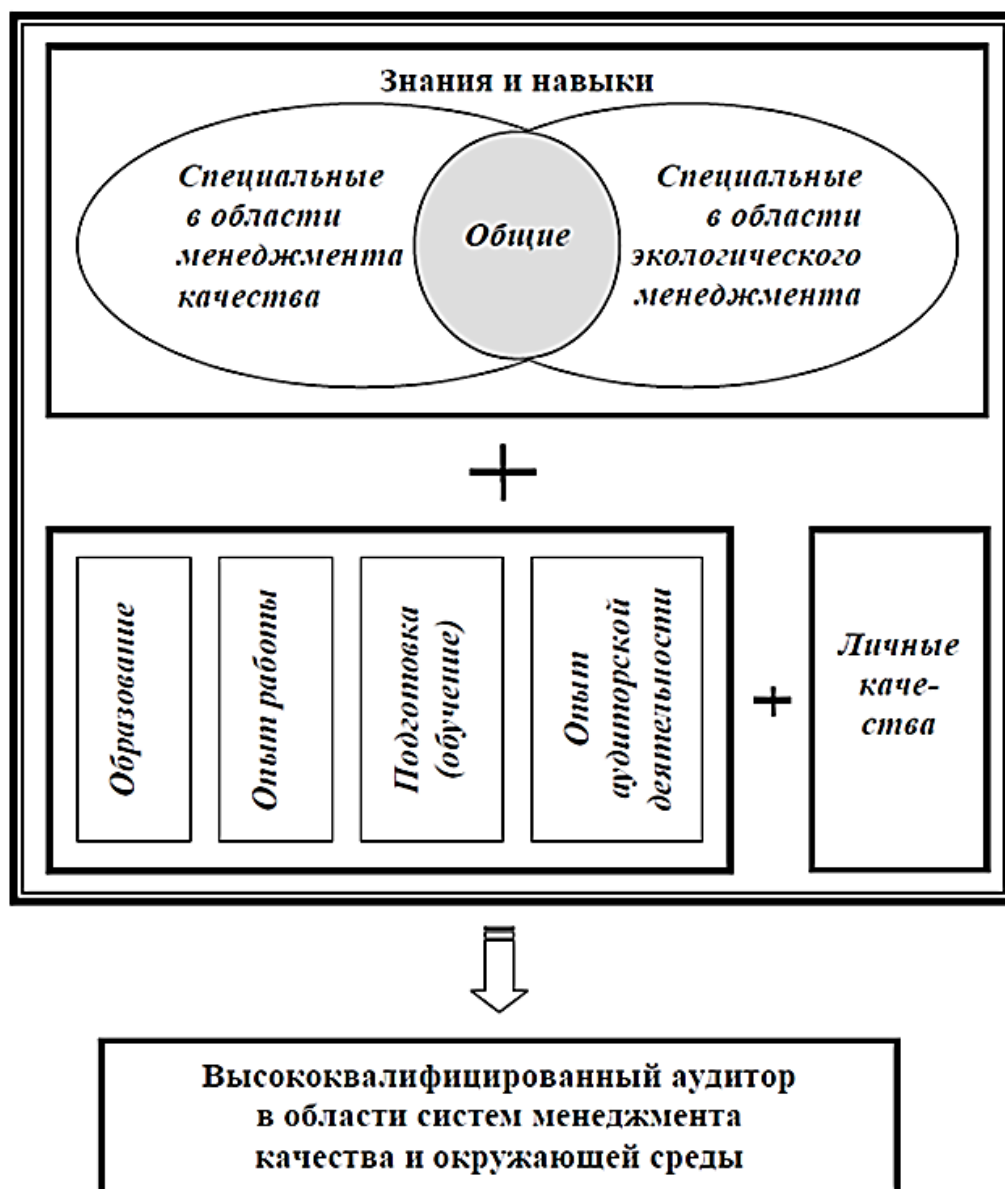 Знания и навыки
Специальные
в области
менеджмента
качества
Общие
Специальные
в области
экологического
менеджмента
+
Образование
Опыт работы
Подготовка
(обучение)
Опыт
аудиторской
деятельности
+
Личные
каче-
ства
Высококвалифицированный аудитор
в области систем менеджмента
качества и окружающей среды